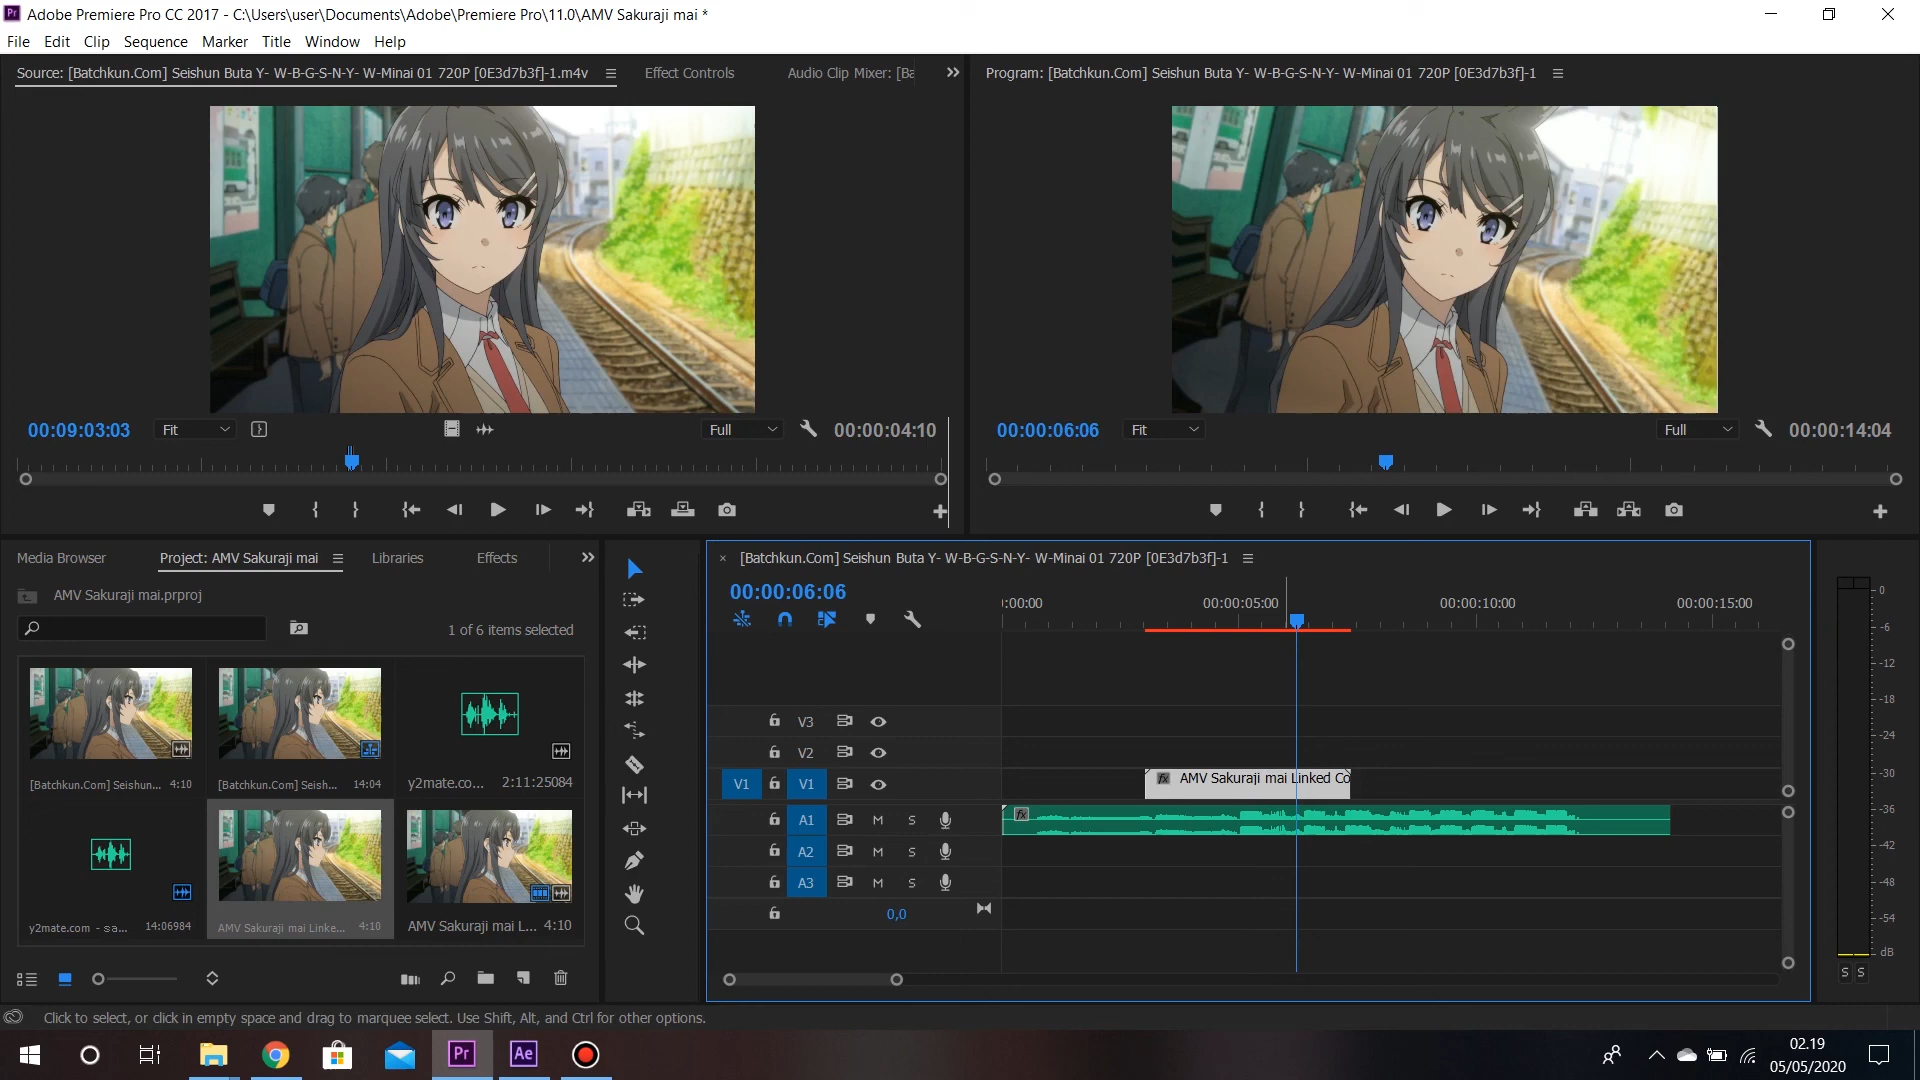 Pr Adobe Premiere Pro CC 2017 - C:\Users\user\Documents\Adobe\Premiere Pro\11.0\AMV Sakuraji mai *
File Edit Clip Sequence Marker Title Window Help
Source: [Batchkun.Com] Seishun Buta Y- W-B-G-S-N-Y- W-Minai 01 720P [0E3d7b3f]-1.m4v
Effect Controls
Audio Clip Mixer: [Ba
Program: [Batchkun.Com] Seishun Buta Y- W-B-G-S-N-Y- W-Minai 01 720P [0E3d7b3f]-1
00:09:03:03 Fit Full 00:00:04:10
00:00:06:06 Fit Full 00:00:14:04
Media Browser Project: AMV Sakuraji mai Libraries Effects
AMV Sakuraji mai.prproj
1 of 6 items selected
[Batchkun.Com] Seishun... 4:10
[Batchkun.Com] Seish... 14:04
y2mate.co... 2:11:25084
y2mate.com - sa... 14:06984
AMV Sakuraji mai Linke... 4:10
AMV Sakuraji mai L... 4:10
× [Batchkun.Com] Seishun Buta Y- W-B-G-S-N-Y- W-Minai 01 720P [0E3d7b3f]-1
00:00:06:06
:00:00 00:00:05:00 00:00:10:00 00:00:15:00
V3
V2
V1 V1
fx AMV Sakuraji mai Linked Co
A1 M S
fx
A2 M S
A3 M S
0,0
0
-6
-12
-18
-24
-30
-36
-42
-48
-54
dB
S S
Click to select, or click in empty space and drag to marquee select. Use Shift, Alt, and Ctrl for other options.
Pr Ae
02.19
05/05/2020